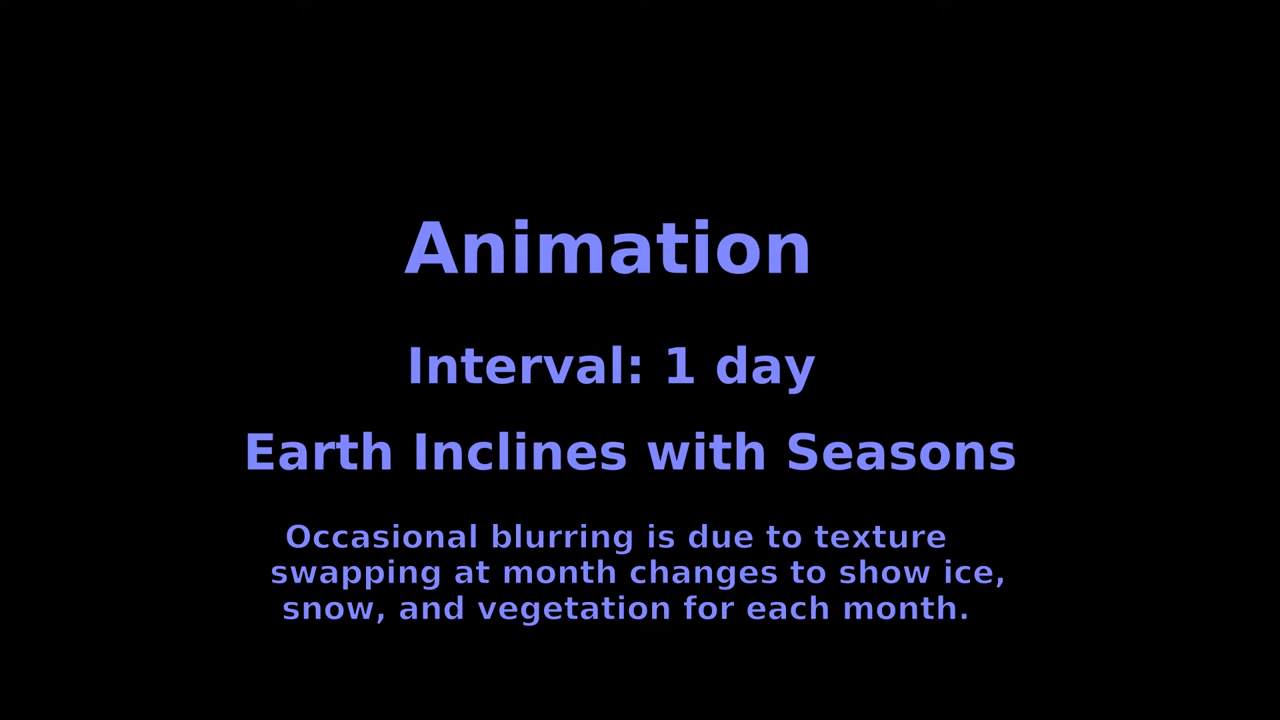 Animation
Interval: 1 day
Earth Inclines with Seasons
Occasional blurring is due to texture
swapping at month changes to show ice,
snow, and vegetation for each month.